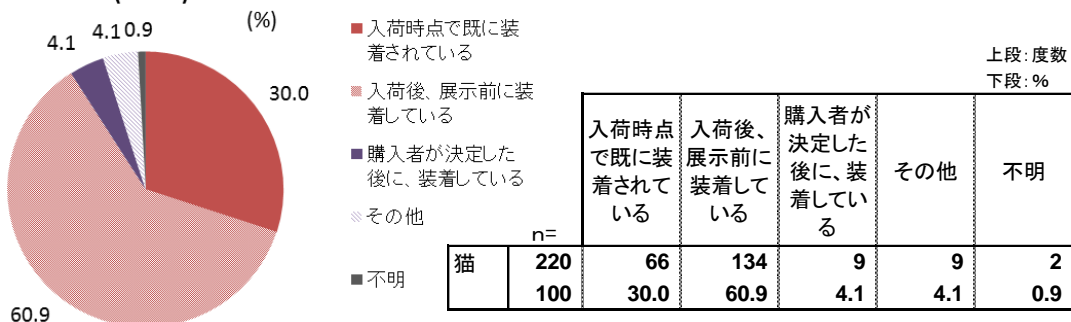 (%)
4.1
4.1
0.9
30.0
60.9
■入荷時点で既に装
着されている
■入荷後、展示前に装
着している
■購入者が決定した
後に、装着している
その他
■不明
上段:度数
下段:%
n=
入荷時点
で既に装
着されて
いる
入荷後、
展示前に
装着して
いる
購入者が
決定した
後に、装
着してい
る
その他
不明
猫 220 66 134 9 9 2
100 30.0 60.9 4.1 4.1 0.9